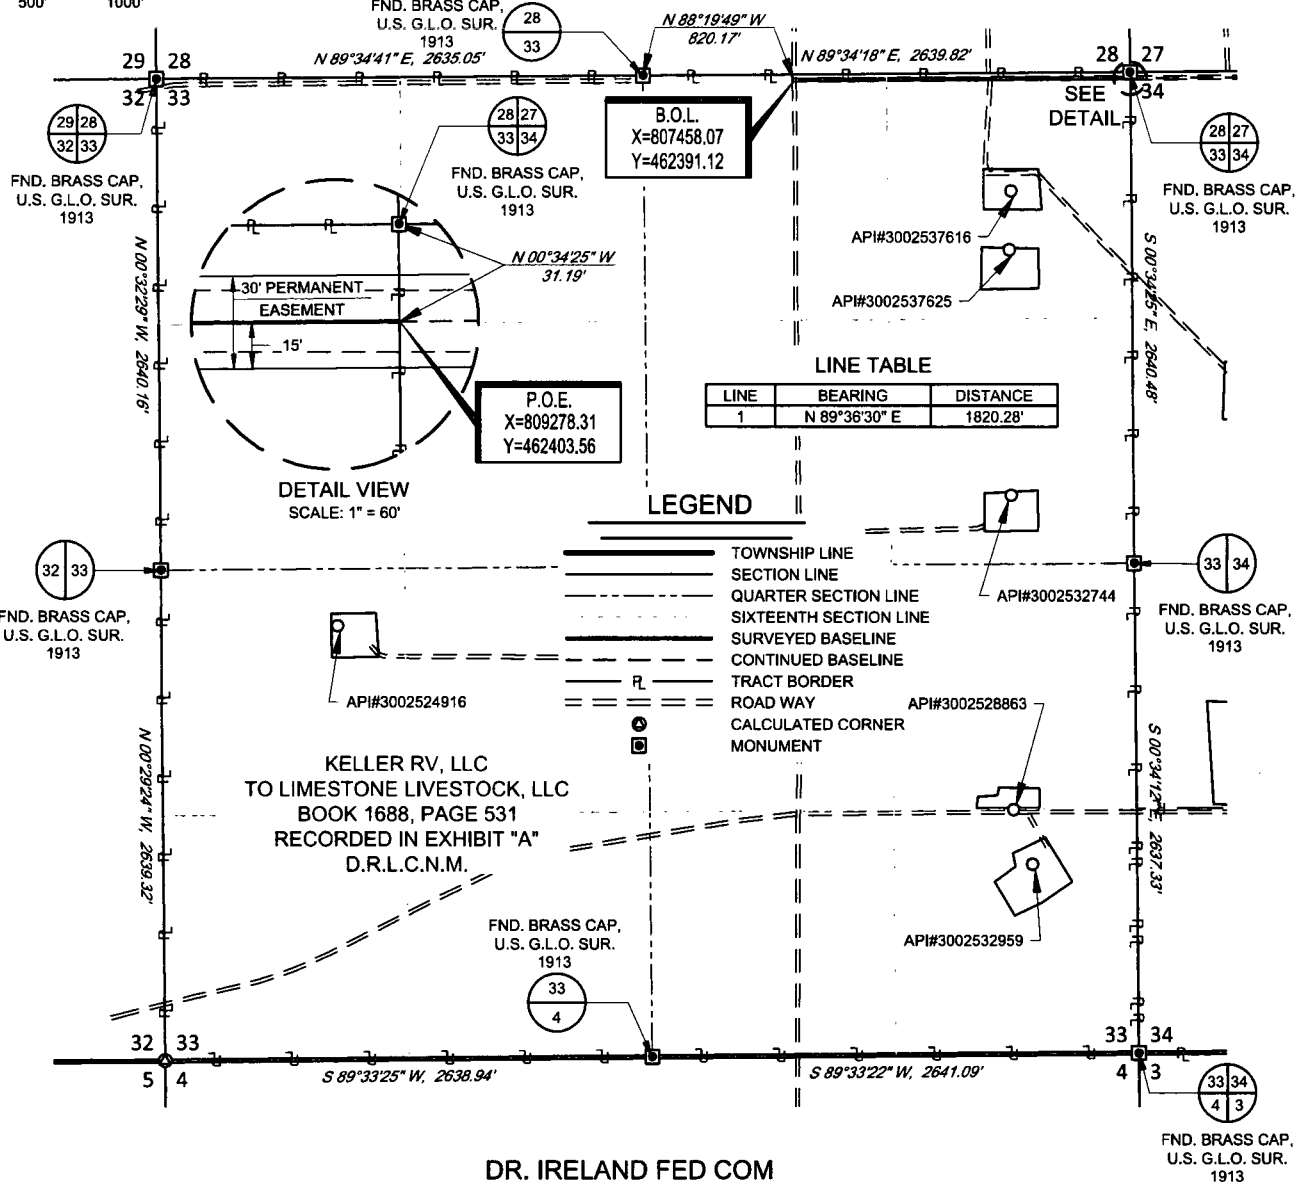 500'
1000'
FND. BRASS CAP,
U.S. G.L.O. SUR.
1913
28
33
N 88°19'49" W
820.17'
N 89°34'41" E, 2635.05'
N 89°34'18" E, 2639.82'
29 28
32 33
28 27
34
SEE
DETAIL
29 28
32 33
FND. BRASS CAP,
U.S. G.L.O. SUR.
1913
28 27
33 34
FND. BRASS CAP,
U.S. G.L.O. SUR.
1913
B.O.L.
X=807458.07
Y=462391.12
28 27
33 34
FND. BRASS CAP,
U.S. G.L.O. SUR.
1913
N 00°34'25" W
31.19'
30' PERMANENT
EASEMENT
15'
P.O.E.
X=809278.31
Y=462403.56
DETAIL VIEW
SCALE: 1" = 60'
N 00°32'29" W, 2640.16'
S 00°34'25" E, 2640.48'
API#3002537616
API#3002537625
LINE TABLE
LINE BEARING DISTANCE
1 N 89°36'30" E 1820.28'
LEGEND
TOWNSHIP LINE
SECTION LINE
QUARTER SECTION LINE
SIXTEENTH SECTION LINE
SURVEYED BASELINE
CONTINUED BASELINE
PL TRACT BORDER
ROAD WAY
CALCULATED CORNER
MONUMENT
32 33
FND. BRASS CAP,
U.S. G.L.O. SUR.
1913
33 34
FND. BRASS CAP,
U.S. G.L.O. SUR.
1913
API#3002532744
API#3002524916
API#3002528863
KELLER RV, LLC
TO LIMESTONE LIVESTOCK, LLC
BOOK 1688, PAGE 531
RECORDED IN EXHIBIT "A"
D.R.L.C.N.M.
N 00°29'24" W, 2639.32'
S 00°34'12" E, 2637.33'
API#3002532959
FND. BRASS CAP,
U.S. G.L.O. SUR.
1913
33
4
32 33
5 4
33 34
4 3
S 89°33'25" W, 2638.94'
S 89°33'22" W, 2641.09'
33 34
4 3
FND. BRASS CAP,
U.S. G.L.O. SUR.
1913
DR. IRELAND FED COM